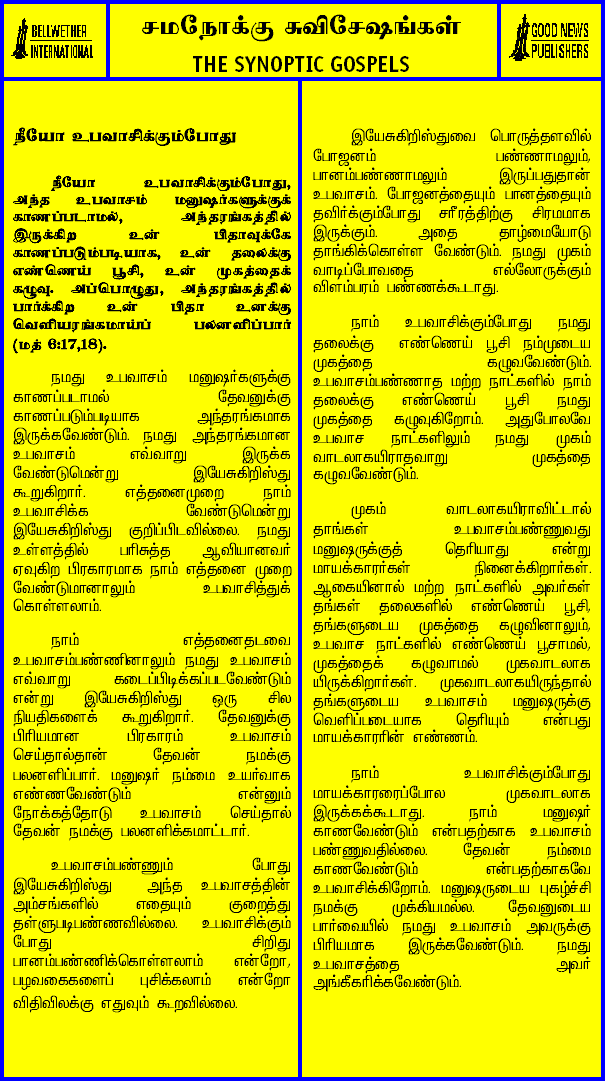 BELLWETHER
INTERNATIONAL
சமநோக்கு சுவிசேஷங்கள்
THE SYNOPTIC GOSPELS
GOOD NEWS
PUBLISHERS
நீயோ உபவாசிக்கும்போது
நீயோ உபவாசிக்கும்போது,
அந்த உபவாசம் மனுஷர்களுக்குக்
காணப்படாமல், அந்தரங்கத்தில்
இருக்கிற உன் பிதாவுக்கே
காணப்படும்படியாக, உன் தலைக்கு
எண்ணெய் பூசி, உன் முகத்தைக்
கழுவு. அப்பொழுது, அந்தரங்கத்தில்
பார்க்கிற உன் பிதா உனக்கு
வெளியரங்கமாய்ப் பலனளிப்பார்
(மத் 6:17,18).
நமது உபவாசம் மனுஷர்களுக்கு
காணப்படாமல் தேவனுக்கு
காணப்படும்படியாக அந்தரங்கமாக
இருக்கவேண்டும். நமது அந்தரங்கமான
உபவாசம் எவ்வாறு இருக்க
வேண்டுமென்று இயேசுகிறிஸ்து
கூறுகிறார். எத்தனைமுறை நாம்
உபவாசிக்க வேண்டுமென்று
இயேசுகிறிஸ்து குறிப்பிடவில்லை. நமது
உள்ளத்தில் பரிசுத்த ஆவியானவர்
ஏவுகிற பிரகாரமாக நாம் எத்தனை முறை
வேண்டுமானாலும் உபவாசித்துக்
கொள்ளலாம்.
நாம் எத்தனைதடவை
உபவாசம்பண்ணினாலும் நமது உபவாசம்
எவ்வாறு கடைப்பிடிக்கப்படவேண்டும்
என்று இயேசுகிறிஸ்து ஒரு சில
நியதிகளைக் கூறுகிறார். தேவனுக்கு
பிரியமான பிரகாரம் உபவாசம்
செய்தால்தான் தேவன் நமக்கு
பலனளிப்பார். மனுஷர் நம்மை உயர்வாக
எண்ணவேண்டும் என்னும்
நோக்கத்தோடு உபவாசம் செய்தால்
தேவன் நமக்கு பலனளிக்கமாட்டார்.
உபவாசம்பண்ணும் போது
இயேசுகிறிஸ்து அந்த உபவாசத்தின்
அம்சங்களில் எதையும் குறைத்து
தள்ளுபடிபண்ணவில்லை. உபவாசிக்கும்
போது சிறிது
பானம்பண்ணிக்கொள்ளலாம் என்றோ,
பழவகைகளைப் புசிக்கலாம் என்றோ
விதிவிலக்கு எதுவும் கூறவில்லை.
இயேசுகிறிஸ்துவை பொருத்தளவில்
போஜனம் பண்ணாமலும்,
பானம்பண்ணாமலும் இருப்பதுதான்
உபவாசம். போஜனத்தையும் பானத்தையும்
தவிர்க்கும்போது சரீரத்திற்கு சிரமமாக
இருக்கும். அதை தாழ்மையோடு
தாங்கிக்கொள்ள வேண்டும். நமது முகம்
வாடிப்போவதை எல்லோருக்கும்
விளம்பரம் பண்ணக்கூடாது.
நாம் உபவாசிக்கும்போது நமது
தலைக்கு எண்ணெய் பூசி நம்முடைய
முகத்தை கழுவவேண்டும்.
உபவாசம்பண்ணாத மற்ற நாட்களில் நாம்
தலைக்கு எண்ணெய் பூசி நமது
முகத்தை கழுவுகிறோம். அதுபோலவே
உபவாச நாட்களிலும் நமது முகம்
வாடலாகயிராதவாறு முகத்தை
கழுவவேண்டும்.
முகம் வாடலாகயிராவிட்டால்
தாங்கள் உபவாசம்பண்ணுவது
மனுஷருக்குத் தெரியாது என்று
மாயக்காரர்கள் நினைக்கிறார்கள்.
ஆகையினால் மற்ற நாட்களில் அவர்கள்
தங்கள் தலைகளில் எண்ணெய் பூசி,
தங்களுடைய முகத்தை கழுவினாலும்,
உபவாச நாட்களில் எண்ணெய் பூசாமல்,
முகத்தைக் கழுவாமல் முகவாடலாக
யிருக்கிறார்கள். முகவாடலாகயிருந்தால்
தங்களுடைய உபவாசம் மனுஷருக்கு
வெளிப்படையாக தெரியும் என்பது
மாயக்காரரின் எண்ணம்.
நாம் உபவாசிக்கும்போது
மாயக்காரரைப்போல முகவாடலாக
இருக்கக்கூடாது. நாம் மனுஷர்
காணவேண்டும் என்பதற்காக உபவாசம்
பண்ணுவதில்லை. தேவன் நம்மை
காணவேண்டும் என்பதற்காகவே
உபவாசிக்கிறோம். மனுஷருடைய புகழ்ச்சி
நமக்கு முக்கியமல்ல. தேவனுடைய
பார்வையில் நமது உபவாசம் அவருக்கு
பிரியமாக இருக்கவேண்டும். நமது
உபவாசத்தை அவர்
அங்கீகரிக்கவேண்டும்.